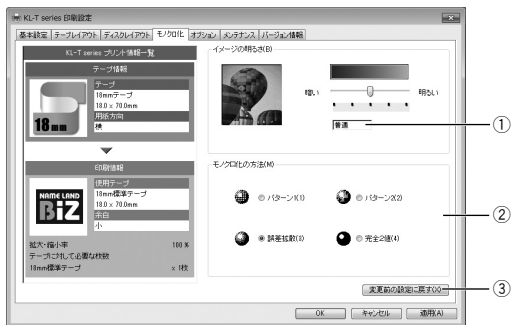 KL-T series 印刷設定
基本設定 テープレイアウト ディスクレイアウト モノクロ化 オプション メンテナンス バージョン情報
KL-T series プリント情報一覧
テープ情報
テープ
18mmテープ
18.0 × 70.0mm
用紙方向
横
18mm
印刷情報
使用テープ
18mm標準テープ
18.0 × 70.0mm
余白
小
NAME LAND
BiZ
拡大・縮小率 100 %
テープに対して必要な枚数
18mm標準テープ × 1枚
イメージの明るさ(B)
暗い 明るい
普通
モノクロ化の方法(M)
パターン1(1) パターン2(2)
誤差拡散(3) 完全2値(4)
変更前の設定に戻す(X)
OK キャンセル 適用(A)
①
②
③